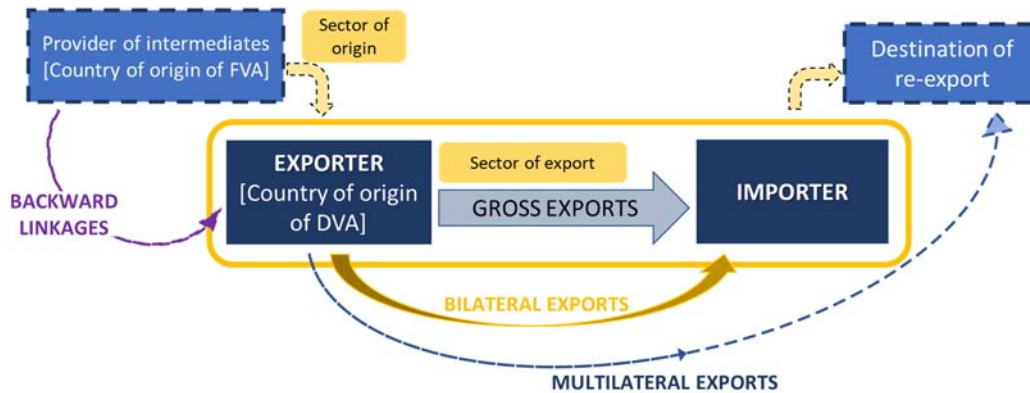 Provider of intermediates
[Country of origin of FVA]
Sector of
origin
Destination of
re-export
EXPORTER
[Country of origin
of DVA]
Sector of export
GROSS EXPORTS
IMPORTER
BACKWARD
LINKAGES
BILATERAL EXPORTS
MULTILATERAL EXPORTS